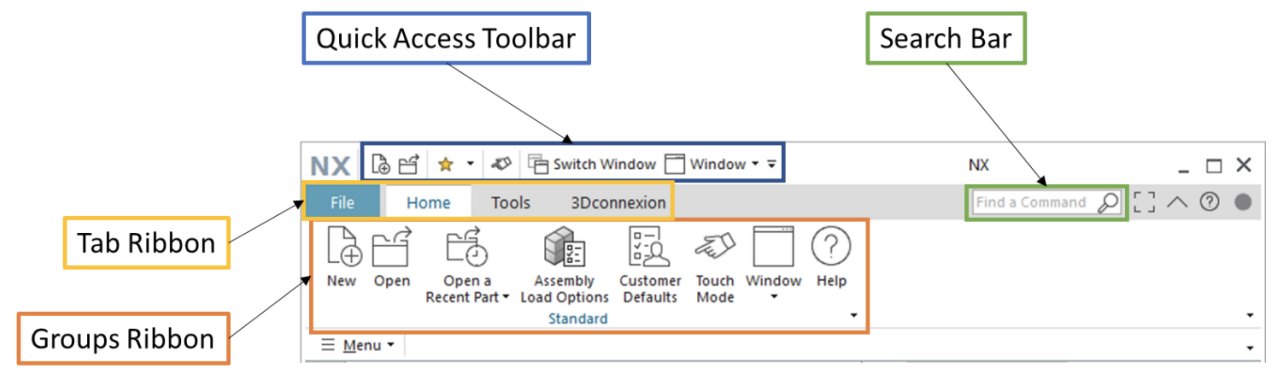 Quick Access Toolbar
Search Bar
NX
Switch Window
Window
NX
File
Home
Tools
3Dconnexion
Find a Command
Tab Ribbon
New
Open
Open a
Recent Part
Assembly
Load Options
Customer
Defaults
Touch
Mode
Window
Help
Standard
Groups Ribbon
Menu